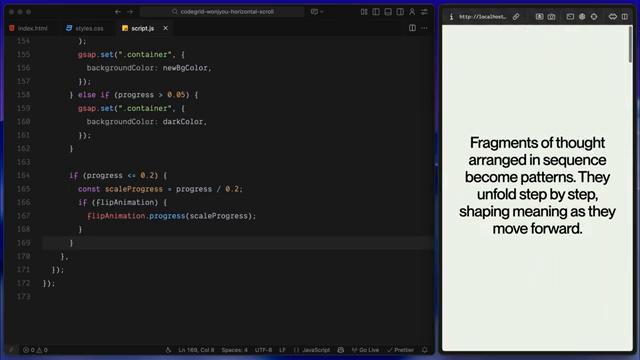 codegrid-wonjyou-horizontal-scroll
index.html
styles.css
script.js
154 );
155 gsap.set(".container", {
156 backgroundColor: newBgColor,
157 });
158 } else if (progress > 0.05) {
159 gsap.set(".container", {
160 backgroundColor: darkColor,
161 });
162 }
163
164 if (progress <= 0.2) {
165 const scaleProgress = progress / 0.2;
166 if (flipAnimation) {
167 flipAnimation.progress(scaleProgress);
168 }
169 }
170 },
171 });
172 });
173
0 0
Ln 169, Col 8
Spaces: 4
UTF-8
LF
{} JavaScript
Go Live
Prettier
http://localhost...
Fragments of thought
arranged in sequence
become patterns. They
unfold step by step,
shaping meaning as they
move forward.